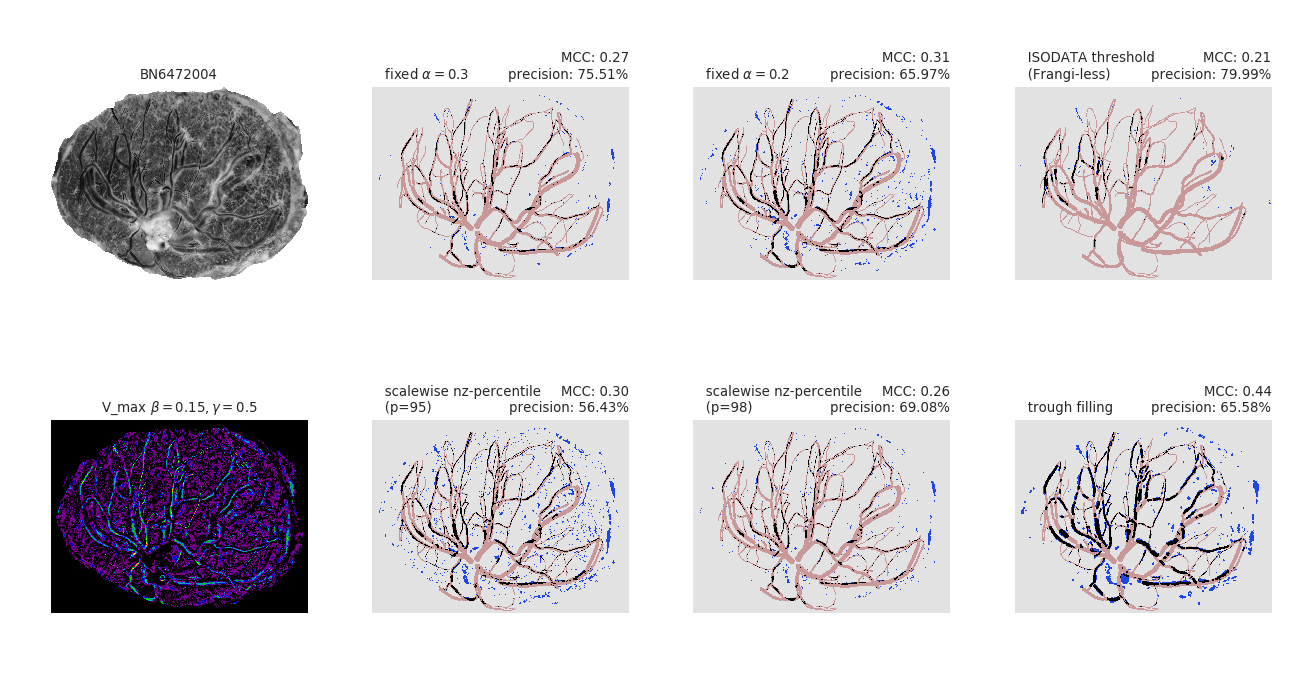 BN6472004
MCC: 0.27
fixed α = 0.3 precision: 75.51%
MCC: 0.31
fixed α = 0.2 precision: 65.97%
ISODATA threshold MCC: 0.21
(Frangi-less) precision: 79.99%
V_max β = 0.15, γ = 0.5
scalewise nz-percentile MCC: 0.30
(p=95) precision: 56.43%
scalewise nz-percentile MCC: 0.26
(p=98) precision: 69.08%
MCC: 0.44
trough filling precision: 65.58%